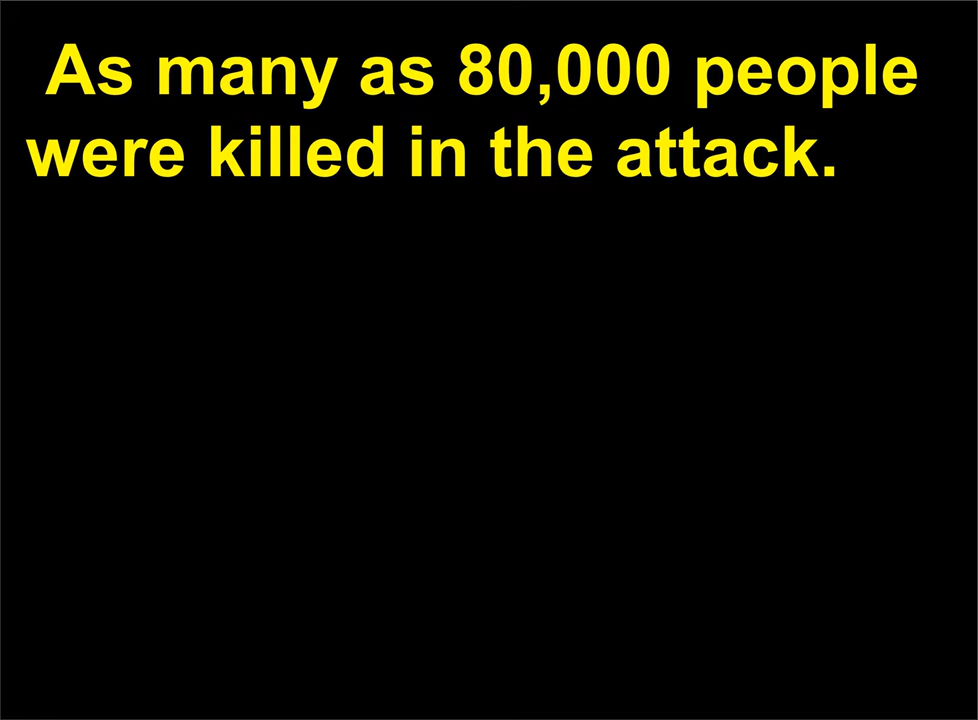 As many as 80,000 people
were killed in the attack.